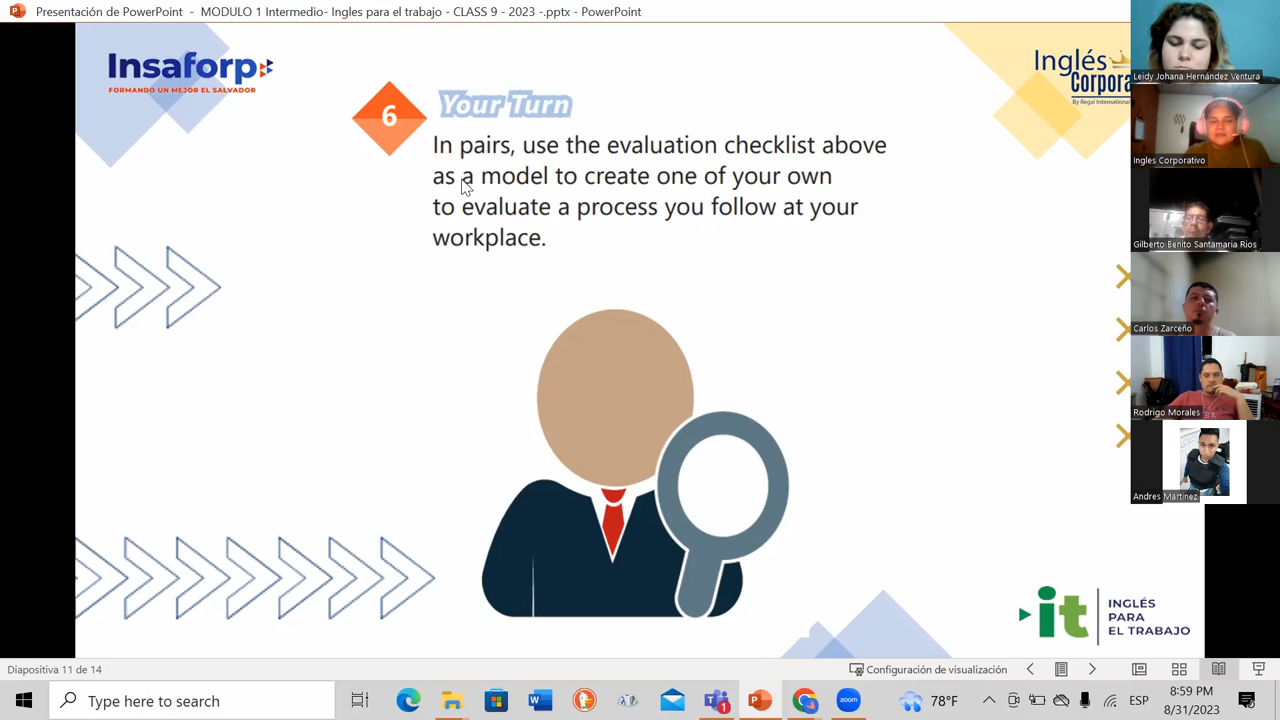 Presentación de PowerPoint - MODULO 1 Intermedio- Ingles para el trabajo - CLASS 9 - 2023 -.pptx - PowerPoint
Insaforp
FORMANDO UN MEJOR EL SALVADOR
Inglés
Corpora
By Regal International
6
Your Turn
In pairs, use the evaluation checklist above
as a model to create one of your own
to evaluate a process you follow at your
workplace.
it
INGLÉS
PARA
EL TRABAJO
Leidy Johana Hernández Ventura
Ingles Corporativo
Gilberto Benito Santamaria Rios
Carlos Zarceño
Rodrigo Morales
Andres Martínez
Diapositiva 11 de 14
Configuración de visualización
Type here to search
W
1
zoom
78°F
ESP
8:59 PM
8/31/2023